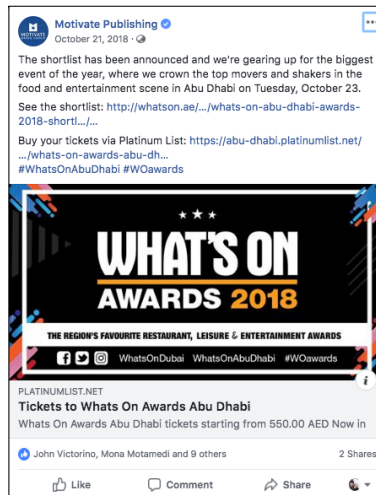 MOTIVATE
Motivate Publishing
October 21, 2018 ·
The shortlist has been announced and we're gearing up for the biggest
event of the year, where we crown the top movers and shakers in the
food and entertainment scene in Abu Dhabi on Tuesday, October 23.
See the shortlist: http://whatson.ae/…/whats-on-abu-dhabi-awards-
2018-shortl…/…
Buy your tickets via Platinum List: https://abu-dhabi.platinumlist.net/
…/whats-on-awards-abu-dh…
#WhatsOnAbuDhabi #WOawards
WHAT'S ON
AWARDS 2018
THE REGION'S FAVOURITE RESTAURANT, LEISURE & ENTERTAINMENT AWARDS
WhatsOnDubai WhatsOnAbuDhabi #WOawards
PLATINUMLIST.NET
Tickets to Whats On Awards Abu Dhabi
Whats On Awards Abu Dhabi tickets starting from 550.00 AED Now in
John Victorino, Mona Motamedi and 9 others 2 Shares
Like Comment Share